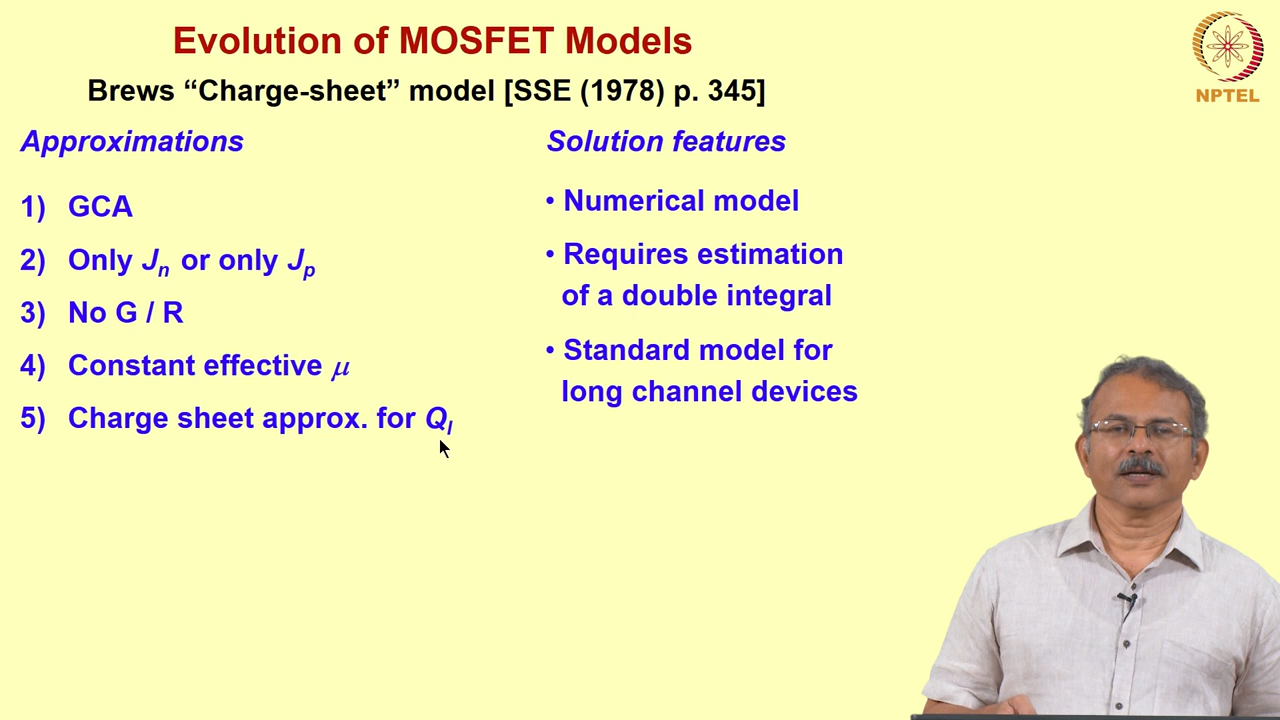 Evolution of MOSFET Models
NPTEL
Brews “Charge-sheet” model [SSE (1978) p. 345]
Approximations
1) GCA
2) Only Jn or only Jp
3) No G / R
4) Constant effective μ
5) Charge sheet approx. for QI
Solution features
• Numerical model
• Requires estimation
of a double integral
• Standard model for
long channel devices